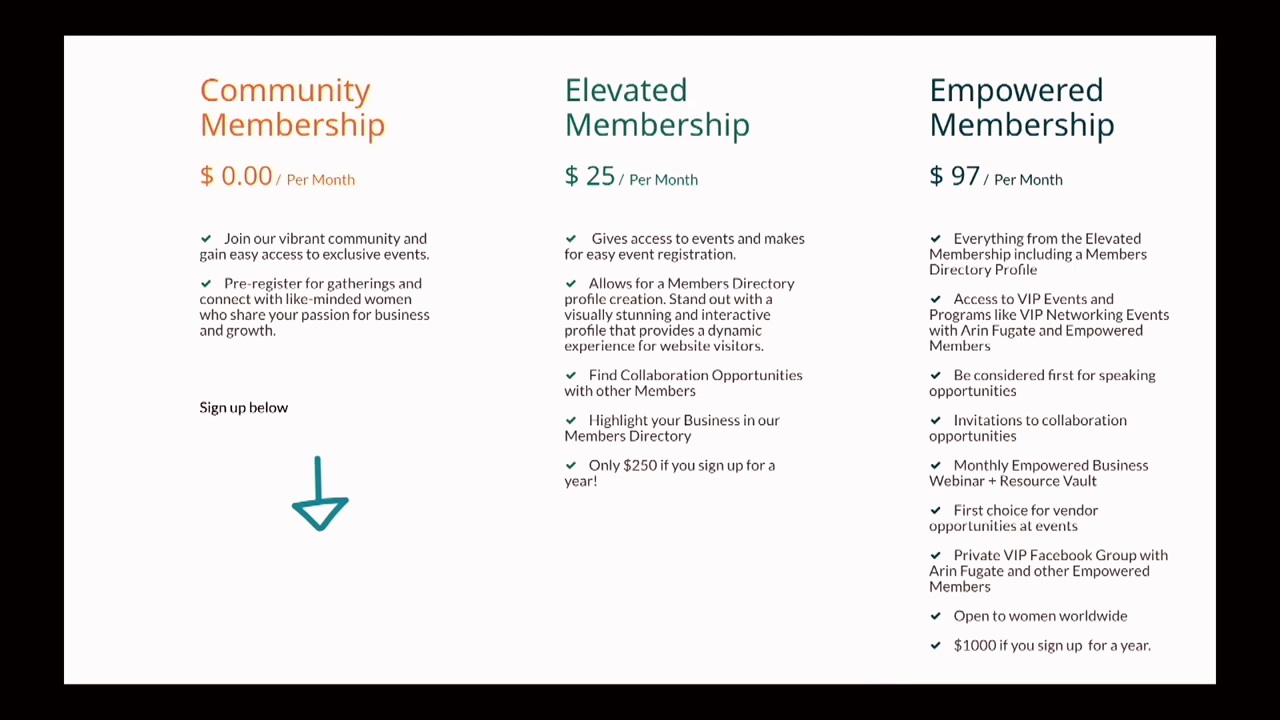 Community
Membership
$ 0.00 / Per Month
Join our vibrant community and
gain easy access to exclusive events.
Pre-register for gatherings and
connect with like-minded women
who share your passion for business
and growth.
Sign up below
Elevated
Membership
$ 25 / Per Month
Gives access to events and makes
for easy event registration.
Allows for a Members Directory
profile creation. Stand out with a
visually stunning and interactive
profile that provides a dynamic
experience for website visitors.
Find Collaboration Opportunities
with other Members
Highlight your Business in our
Members Directory
Only $250 if you sign up for a
year!
Empowered
Membership
$ 97 / Per Month
Everything from the Elevated
Membership including a Members
Directory Profile
Access to VIP Events and
Programs like VIP Networking Events
with Arin Fugate and Empowered
Members
Be considered first for speaking
opportunities
Invitations to collaboration
opportunities
Monthly Empowered Business
Webinar + Resource Vault
First choice for vendor
opportunities at events
Private VIP Facebook Group with
Arin Fugate and other Empowered
Members
Open to women worldwide
$1000 if you sign up for a year.